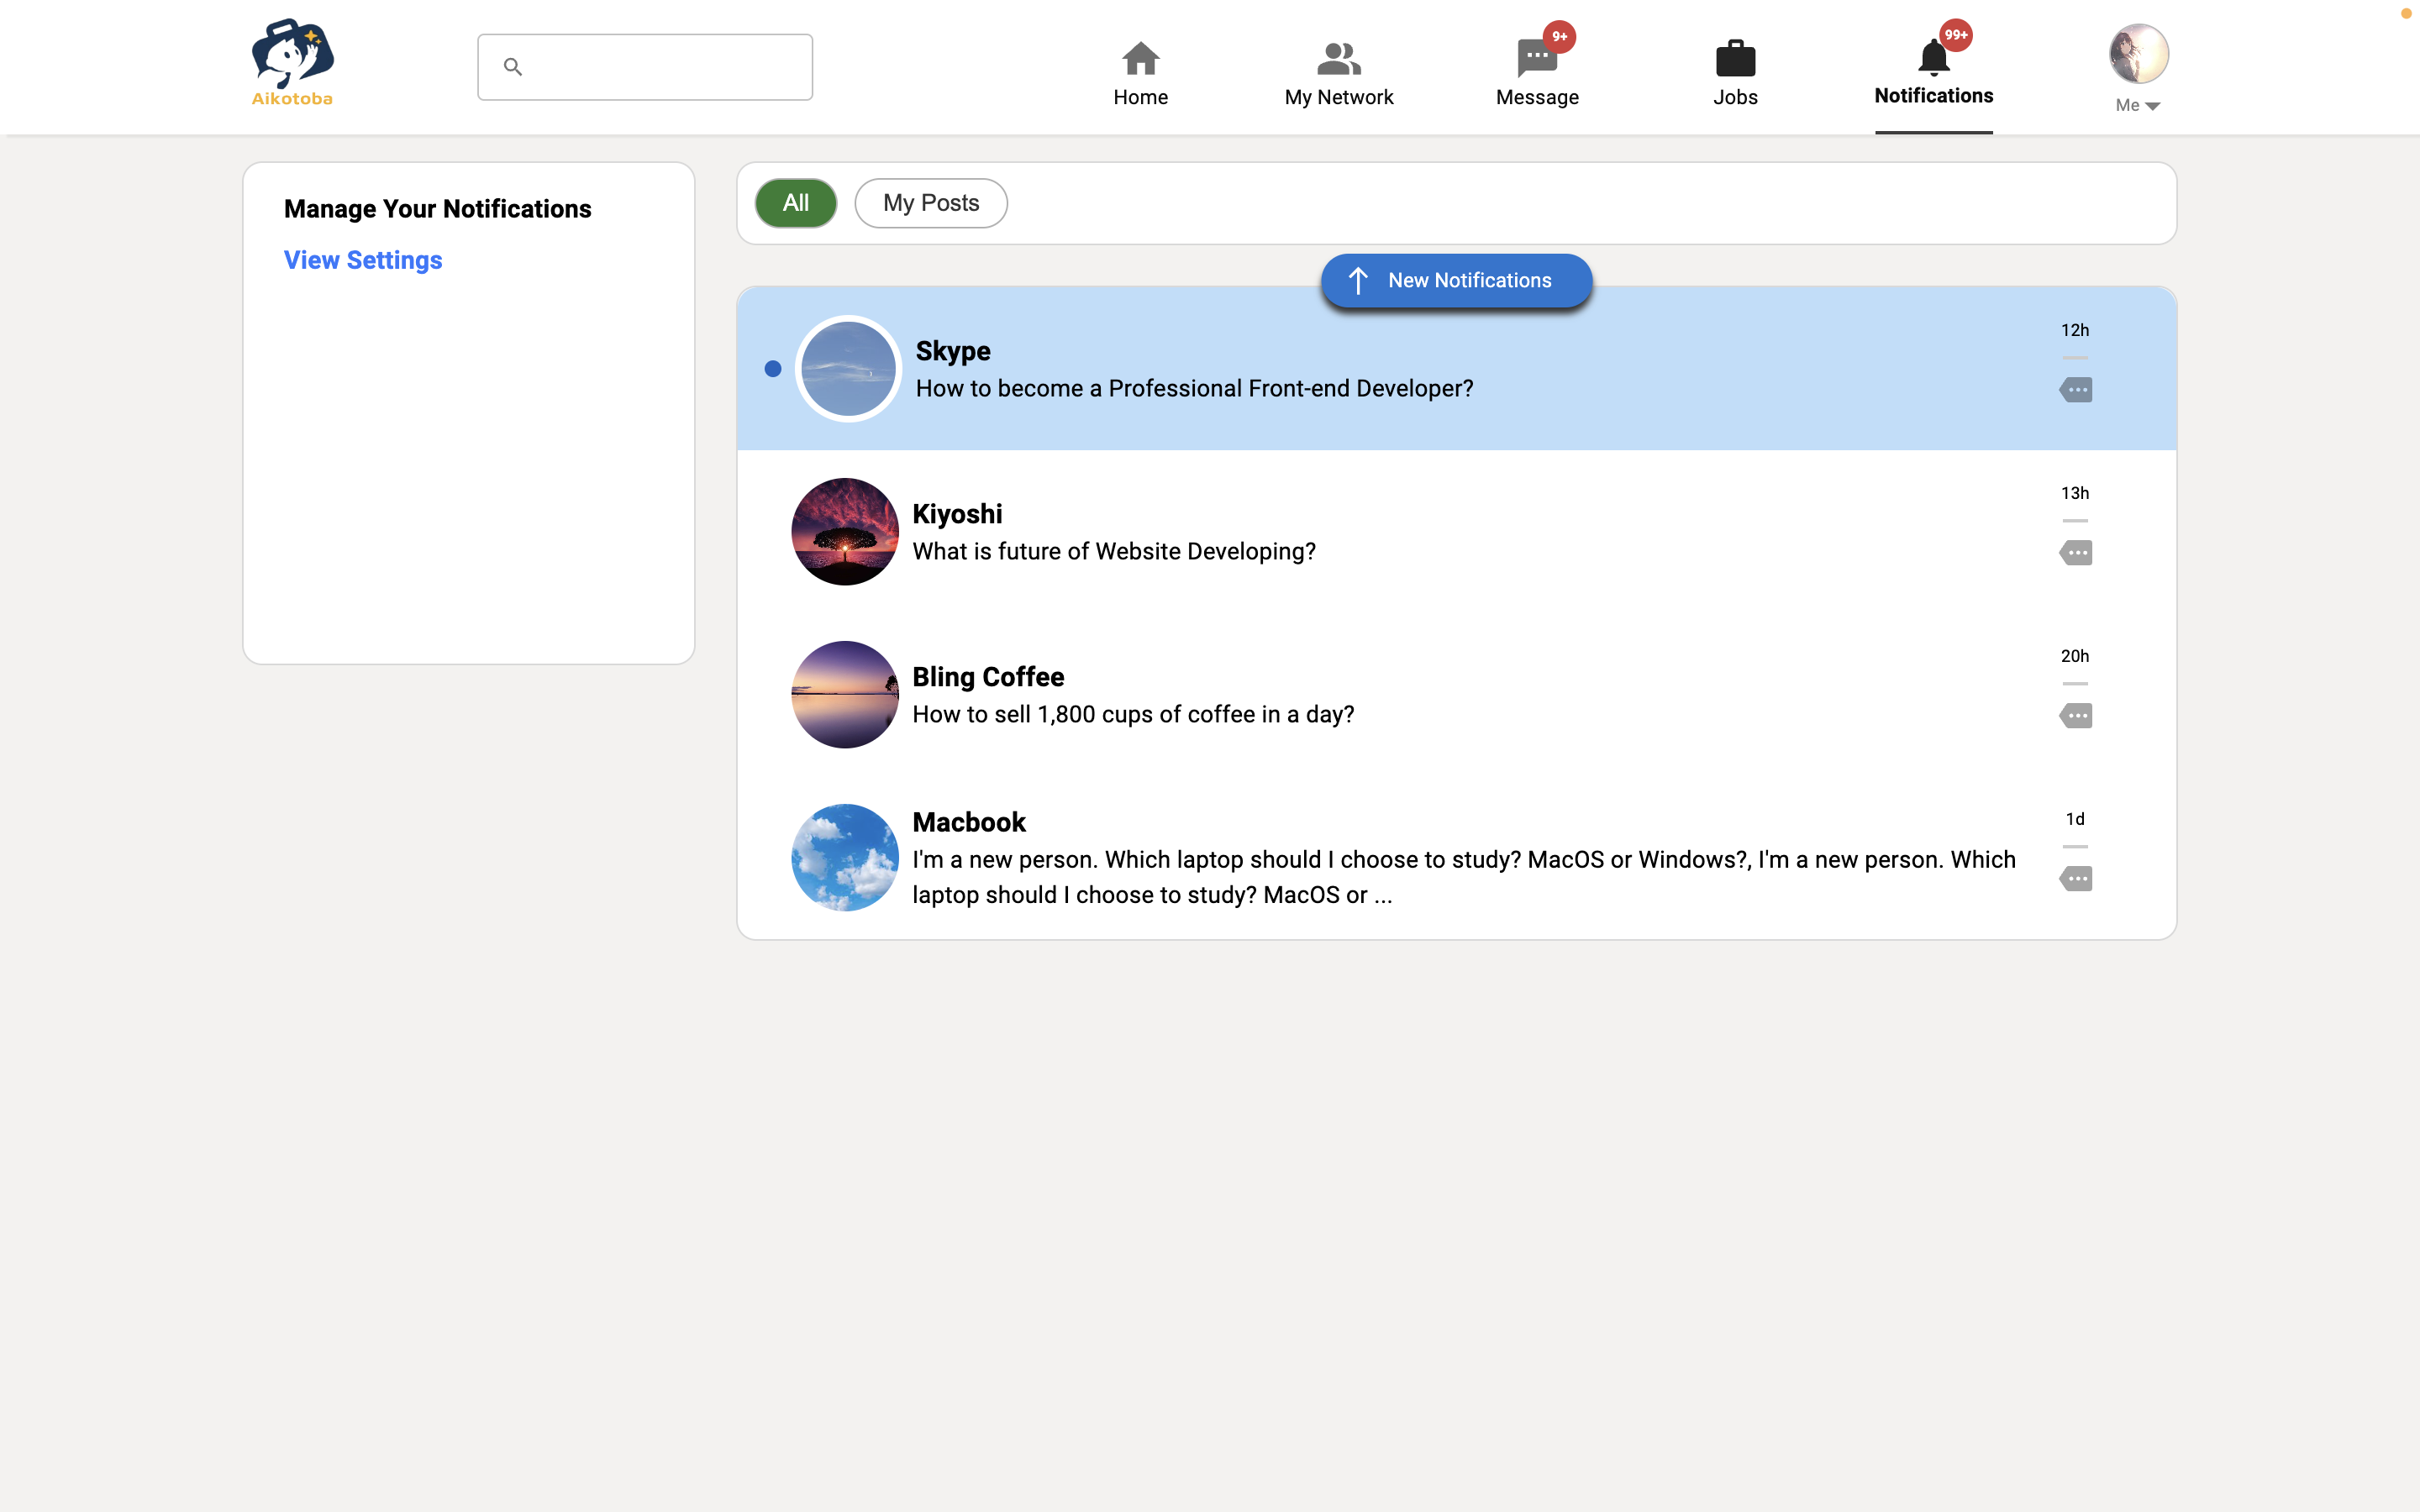 Aikotoba
Home
My Network
9+
Message
Jobs
99+
Notifications
Me
Manage Your Notifications
View Settings
All
My Posts
New Notifications
Skype
How to become a Professional Front-end Developer?
12h
Kiyoshi
What is future of Website Developing?
13h
Bling Coffee
How to sell 1,800 cups of coffee in a day?
20h
Macbook
I'm a new person. Which laptop should I choose to study? MacOS or Windows?, I'm a new person. Which
laptop should I choose to study? MacOS or ...
1d